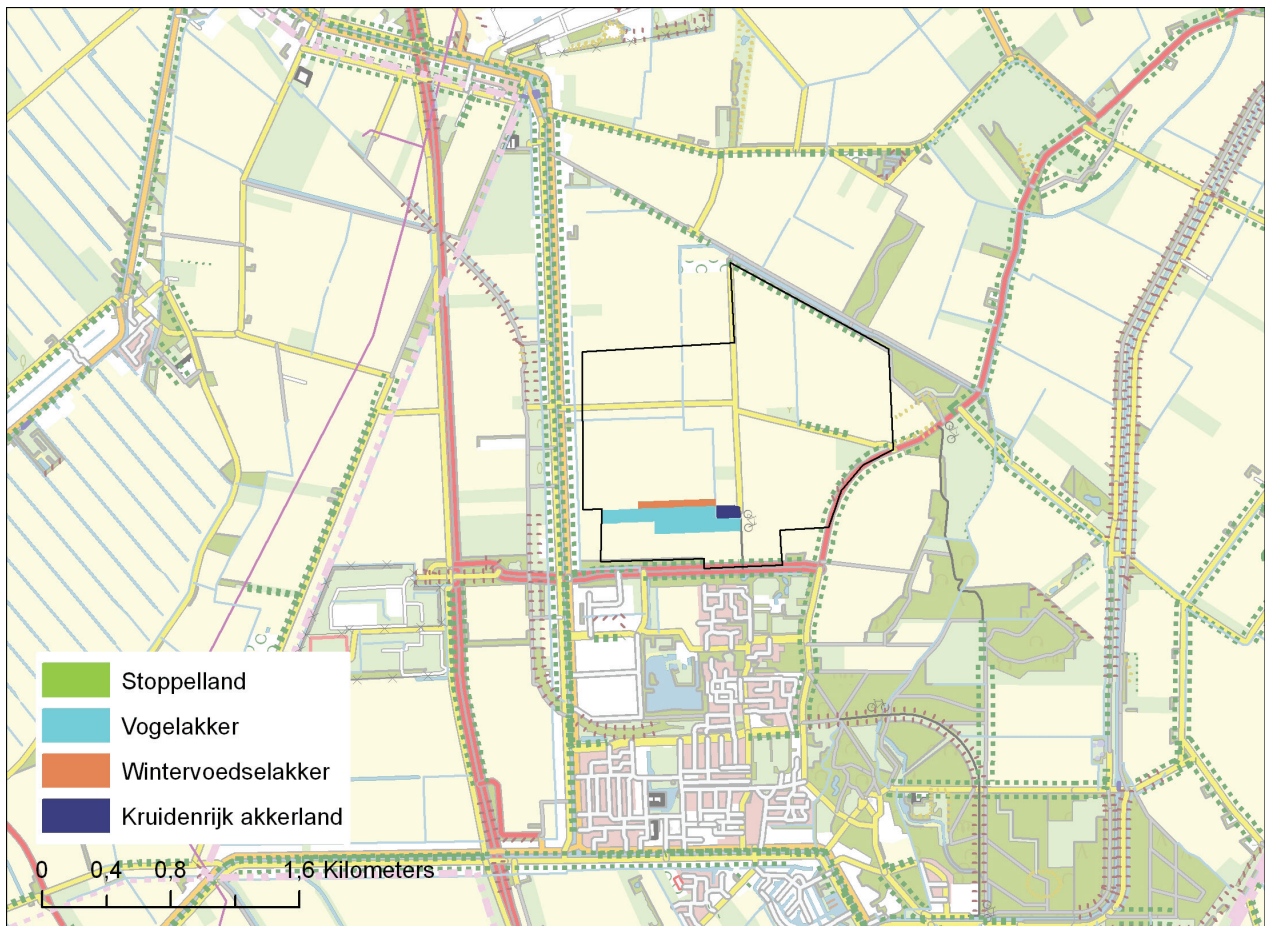 Stoppelland
Vogelakker
Wintervoedselakker
Kruidenrijk akkerland
0 0,4 0,8 1,6 Kilometers